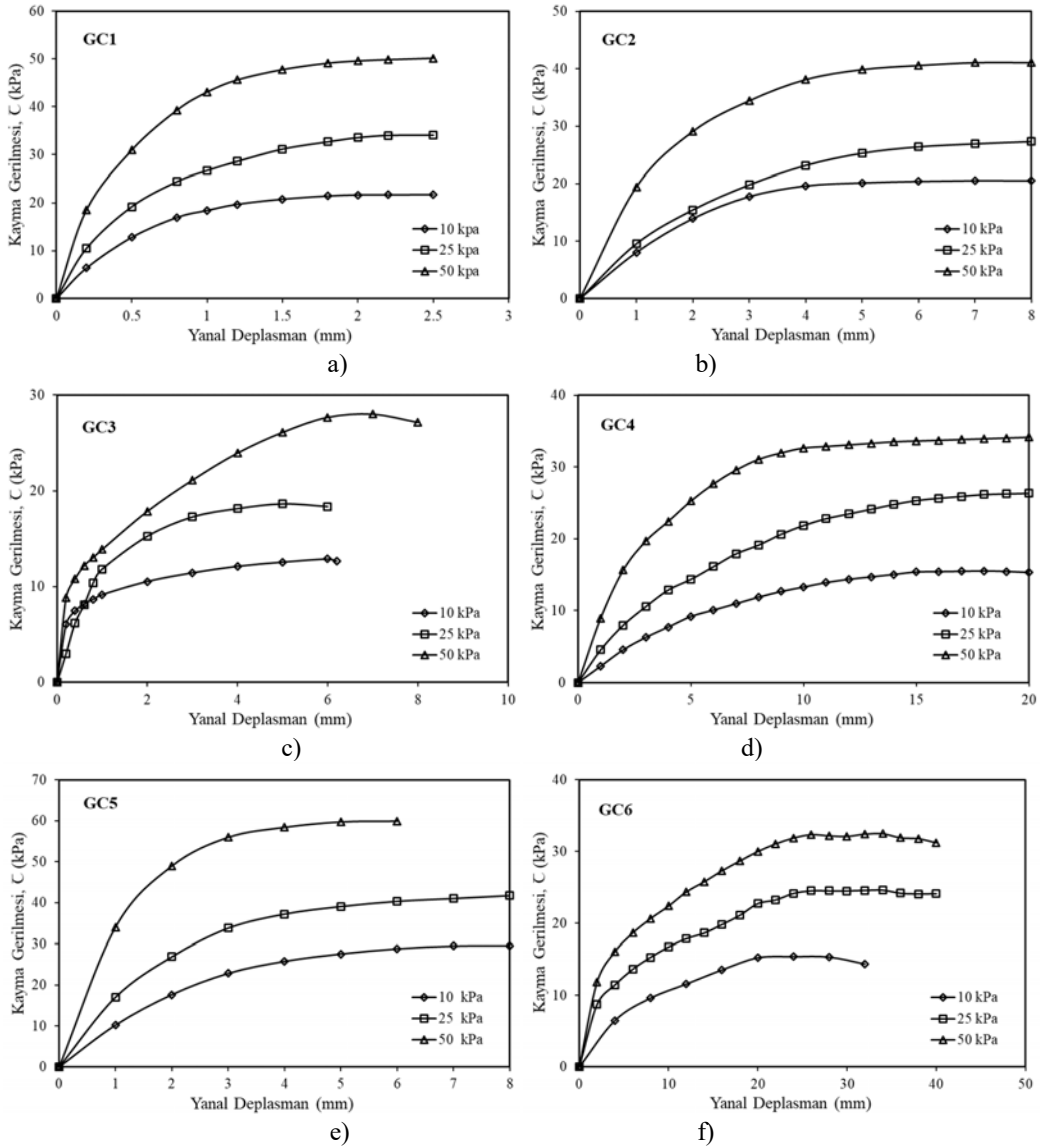 60
50
40
30
20
10
0
GC1
10 kpa
25 kpa
50 kpa
0 0.5 1 1.5 2 2.5 3
Kayma Gerilmesi, τ (kPa)
Yanal Deplasman (mm)
a)
50
40
30
20
10
0
GC2
10 kPa
25 kPa
50 kPa
0 1 2 3 4 5 6 7 8
Kayma Gerilmesi, τ (kPa)
Yanal Deplasman (mm)
b)
30
20
10
0
GC3
10 kPa
25 kPa
50 kPa
0 2 4 6 8 10
Kayma Gerilmesi, τ (kPa)
Yanal Deplasman (mm)
c)
40
30
20
10
0
GC4
10 kPa
25 kPa
50 kPa
0 5 10 15 20
Kayma Gerilmesi, τ (kPa)
Yanal Deplasman (mm)
d)
70
60
50
40
30
20
10
0
GC5
10 kPa
25 kPa
50 kPa
0 1 2 3 4 5 6 7 8
Kayma Gerilmesi, τ (kPa)
Yanal Deplasman (mm)
e)
40
30
20
10
0
GC6
10 kPa
25 kPa
50 kPa
0 10 20 30 40 50
Kayma Gerilmesi, τ (kPa)
Yanal Deplasman (mm)
f)